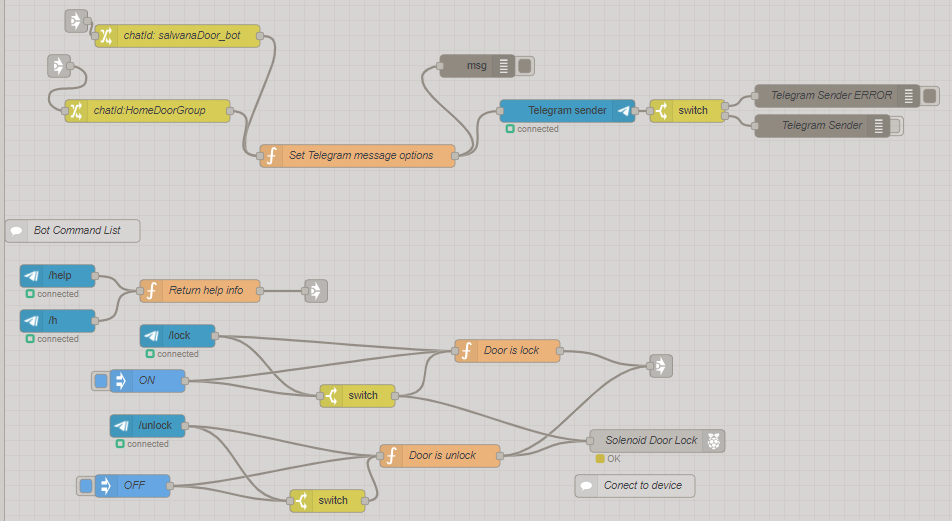 chatId: salwanaDoor_bot
msg
chatId:HomeDoorGroup
Telegram sender
connected
switch
Telegram Sender ERROR
Telegram Sender
Set Telegram message options
Bot Command List
/help
connected
Return help info
/h
connected
/lock
connected
Door is lock
ON
switch
/unlock
connected
Door is unlock
Solenoid Door Lock
OK
OFF
switch
Conect to device